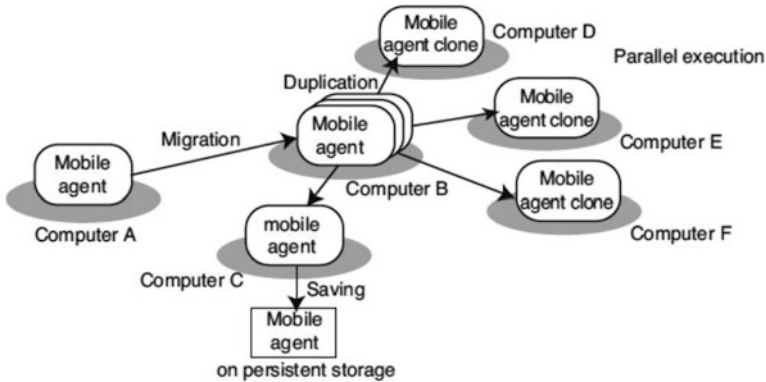 Mobile
agent clone
Computer D
Parallel execution
Duplication
Mobile
agent clone
Computer E
Migration
Mobile
agent
Computer B
Mobile
agent
Computer A
Mobile
agent clone
Computer F
mobile
agent
Computer C
Saving
Mobile
agent
on persistent storage